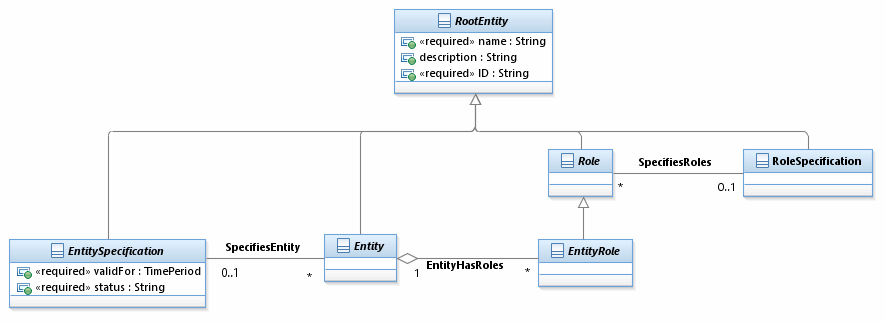 RootEntity
«required» name : String
description : String
«required» ID : String
Role
SpecifiesRoles
RoleSpecification
*
0..1
EntitySpecification
«required» validFor : TimePeriod
«required» status : String
SpecifiesEntity
0..1
*
Entity
1
EntityHasRoles
*
EntityRole